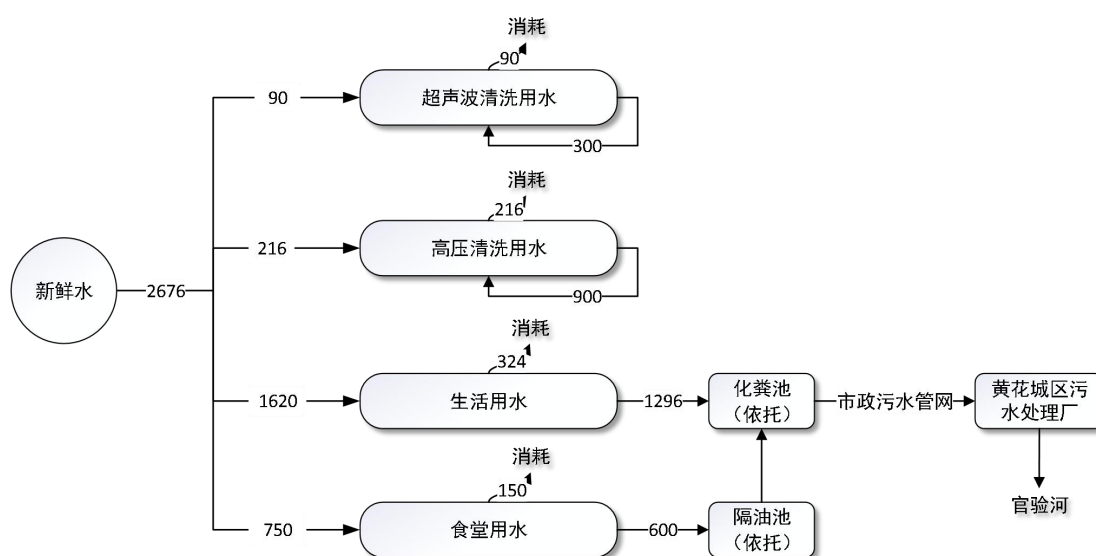 消耗
90
90
超声波清洗用水
300
消耗
216
216
高压清洗用水
900
新鲜水
2676
消耗
324
1620
生活用水
1296
化粪池
（依托）
市政污水管网
黄花城区污
水处理厂
消耗
150
750
食堂用水
600
隔油池
（依托）
官验河